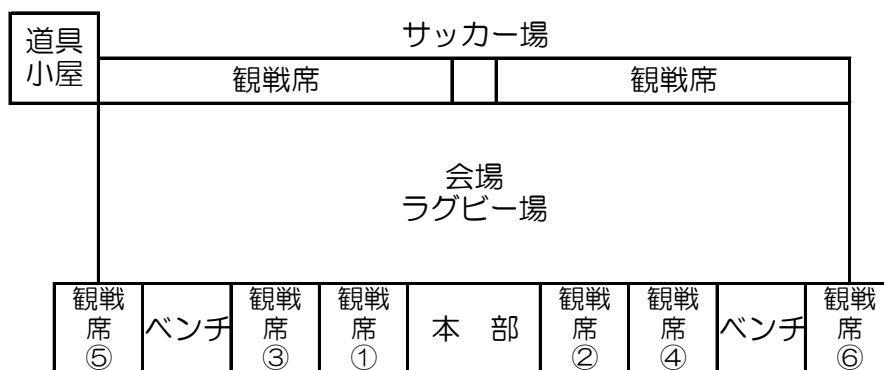 道具
小屋
サッカー場
観戦席
観戦席
会場
ラグビー場
観戦
席
⑤
ベンチ
観戦
席
③
観戦
席
①
本 部
観戦
席
②
観戦
席
④
ベンチ
観戦
席
⑥